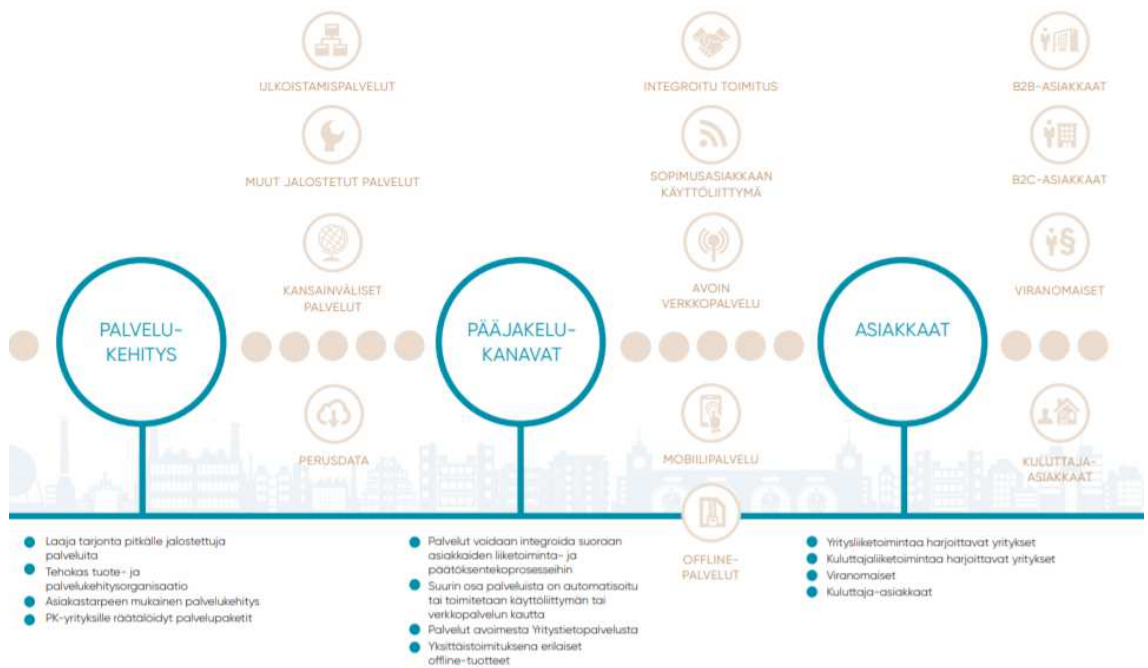 ULKOISTAMISPALVELUT
MUUT JALOSTETUT PALVELUT
KANSAINVÄLISET
PALVELUT
PALVELU-
KEHITYS
PERUSDATA
Laaja tarjonta pitkälle jalostettuja
palveluita
Tehokas tuote- ja
palvelukehitysorganisaatio
Asiakastarpeen mukainen palvelukehitys
PK-yrityksille räätälöidyt palvelupaketit
INTEGROITU TOIMITUS
SOPIMUSASIAKKAAN
KÄYTTÖLIITTYMÄ
AVOIN
VERKKOPALVELU
PÄÄJAKELU-
KANAVAT
MOBIILIPALVELU
OFFLINE-
PALVELUT
Palvelut voidaan integroida suoraan
asiakkaiden liiketoiminta- ja
päätöksentekoprosesseihin
Suurin osa palveluista on automatisoitu
tai toimitetaan käyttöliittymän tai
verkkopalvelun kautta
Palvelut avoimesta Yritystietopalvelusta
Yksittäistoimituksena erilaiset
offline-tuotteet
B2B-ASIAKKAAT
B2C-ASIAKKAAT
§
VIRANOMAISET
ASIAKKAAT
KULUTTAJA-
ASIAKKAAT
Yritysliiketoimintaa harjoittavat yritykset
Kuluttajaliiketoimintaa harjoittavat yritykset
Viranomaiset
Kuluttaja-asiakkaat